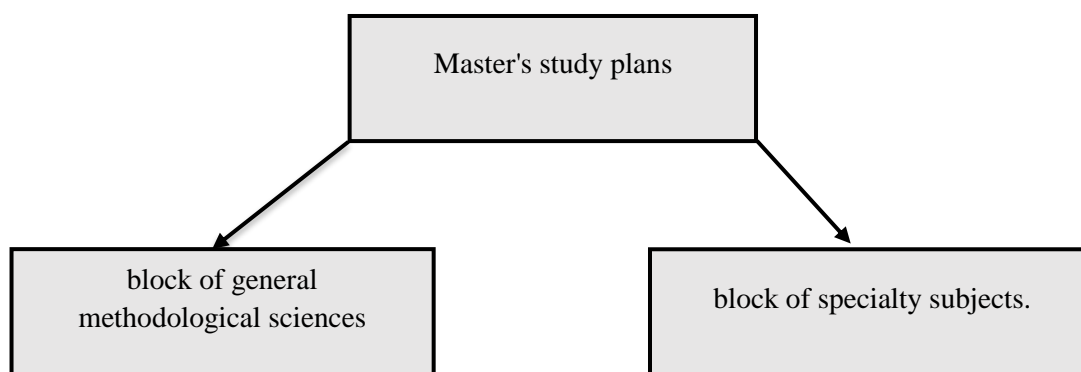 Master's study plans
block of general
methodological sciences
block of specialty subjects.